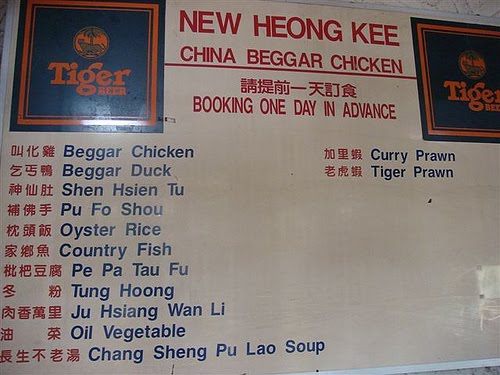 NEW HEONG KEE
CHINA BEGGAR CHICKEN
請提前一天訂食
BOOKING ONE DAY IN ADVANCE
Tiger
BEER
Tiger
BEER
叫化雞 Beggar Chicken
乞丐鴨 Beggar Duck
神仙肚 Shen Hsien Tu
補佛手 Pu Fo Shou
枕頭飯 Oyster Rice
家鄉魚 Country Fish
枇杷豆腐 Pe Pa Tau Fu
冬粉 Tung Hoong
肉香萬里 Ju Hsiang Wan Li
油菜 Oil Vegetable
長生不老湯 Chang Sheng Pu Lao Soup
加里蝦 Curry Prawn
老虎蝦 Tiger Prawn